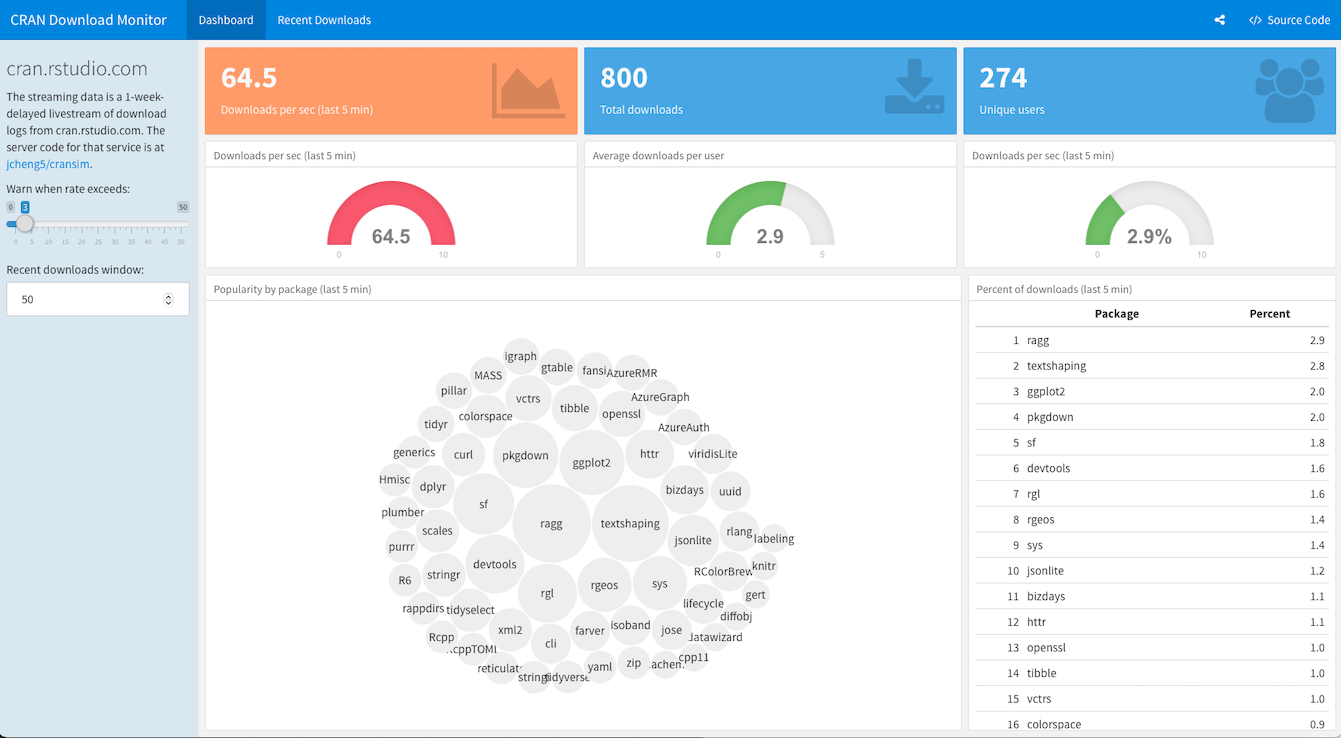 CRAN Download Monitor Dashboard Recent Downloads Source Code
cran.rstudio.com
The streaming data is a 1-week-
delayed livestream of download
logs from cran.rstudio.com. The
server code for that service is at
jcheng5/cransim.
Warn when rate exceeds:
0 3 50
0 5 10 15 20 25 30 35 40 45 50
Recent downloads window:
50
64.5
Downloads per sec (last 5 min)
800
Total downloads
274
Unique users
Downloads per sec (last 5 min)
64.5
0 10
Average downloads per user
2.9
0 5
Downloads per sec (last 5 min)
2.9%
0 10
Popularity by package (last 5 min)
igraph
gtable
fansi
AzureRMR
MASS
pillar
vctrs
tibble
openssl
AzureGraph
tidyr
colorspace
AzureAuth
generics
curl
pkgdown
ggplot2
httr
viridisLite
Hmisc
dplyr
sf
bizdays
uuid
plumber
scales
ragg
textshaping
jsonlite
rlang
labeling
purrr
devtools
RColorBrew
knitr
R6
stringr
rgl
rgeos
sys
gert
rappdirs
tidyselect
lifecycle
diffobj
Rcpp
xml2
cli
farver
isoband
jose
datawizard
cppTOML
reticulat
string
tidyverse
yaml
zip
achem
cpp11
Percent of downloads (last 5 min)
Package Percent
1 ragg 2.9
2 textshaping 2.8
3 ggplot2 2.0
4 pkgdown 2.0
5 sf 1.8
6 devtools 1.6
7 rgl 1.6
8 rgeos 1.4
9 sys 1.4
10 jsonlite 1.2
11 bizdays 1.1
12 httr 1.1
13 openssl 1.0
14 tibble 1.0
15 vctrs 1.0
16 colorspace 0.9